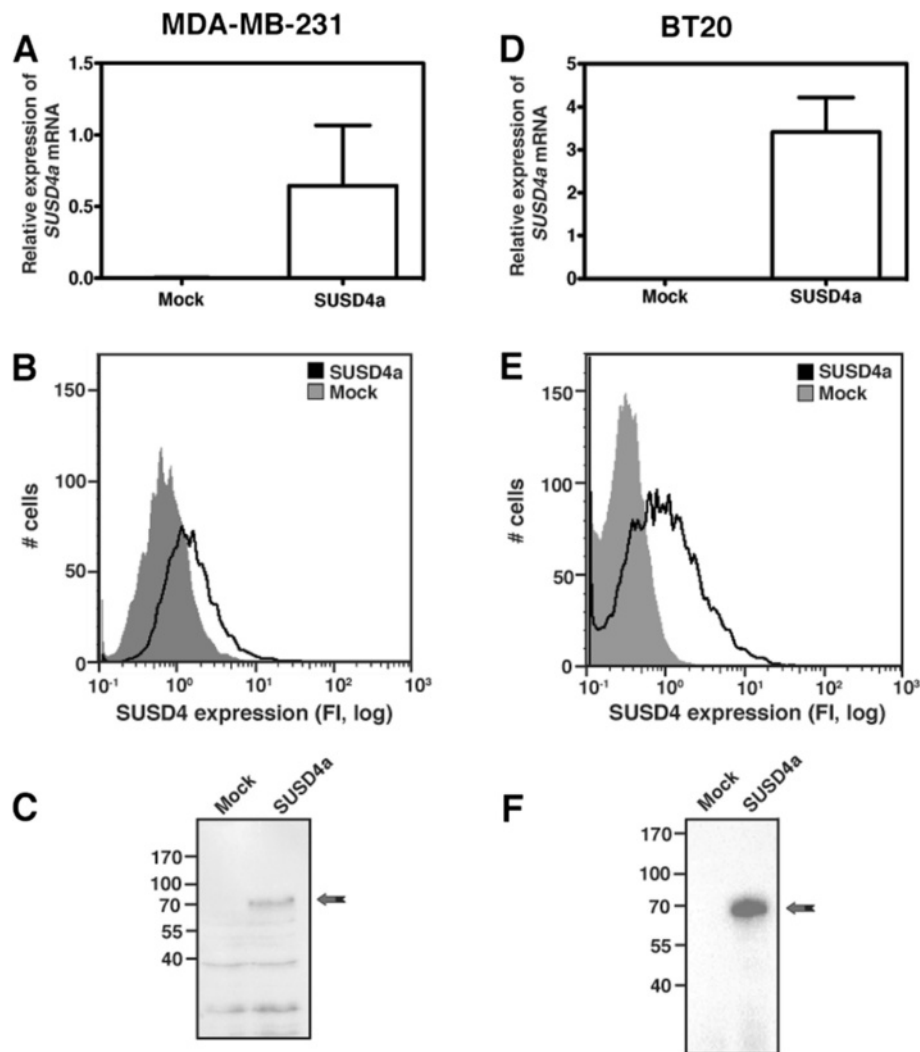 MDA-MB-231
BT20
A
Relative expression of
SUSD4a mRNA
1.5
1.0
0.5
0.0
Mock
SUSD4a
D
Relative expression of
SUSD4a mRNA
5
4
3
2
1
0
Mock
SUSD4a
B
# cells
150
100
50
0
SUSD4a
Mock
10-1
100
101
102
103
SUSD4 expression (FI, log)
E
# cells
150
100
50
0
SUSD4a
Mock
10-1
100
101
102
103
SUSD4 expression (FI, log)
C
Mock
SUSD4a
170
100
70
55
40
F
Mock
SUSD4a
170
100
70
55
40